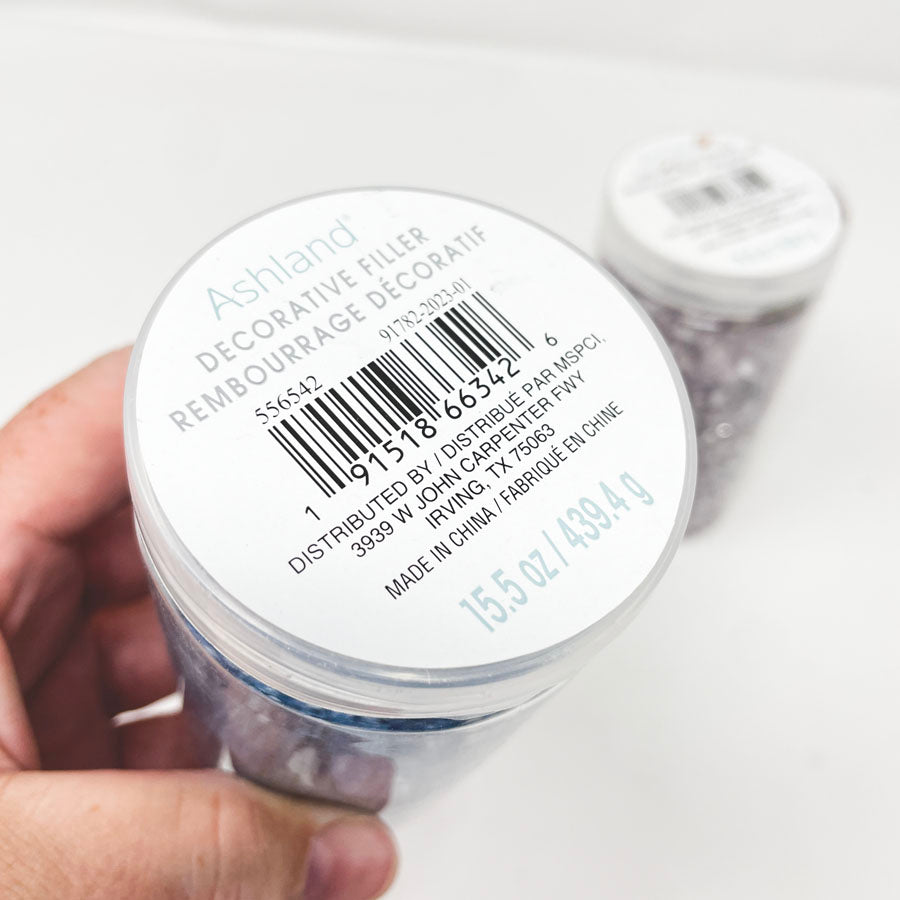 Ashland®
DECORATIVE FILLER
REMBOURRAGE DÉCORATIF
556542 91782-2023-01
1 91518 66342 6
DISTRIBUTED BY / DISTRIBUÉ PAR MSPCI,
3939 W JOHN CARPENTER FWY
IRVING, TX 75063
MADE IN CHINA / FABRIQUÉ EN CHINE
15.5 oz / 439.4 g